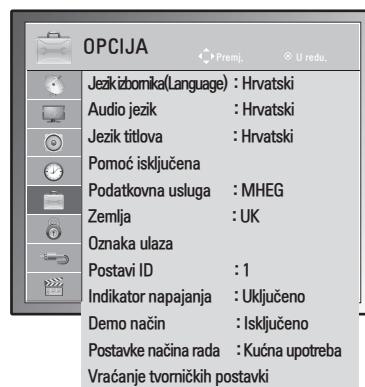 OPCIJA
Premj. U redu.
Jezik izbornika(Language) : Hrvatski
Audio jezik : Hrvatski
Jezik titlova : Hrvatski
Pomoć isključena
Podatkovna usluga : MHEG
Zemlja : UK
Oznaka ulaza
Postavi ID : 1
Indikator napajanja : Uključeno
Demo način : Isključeno
Postavke načina rada : Kućna upotreba
Vraćanje tvorničkih postavki